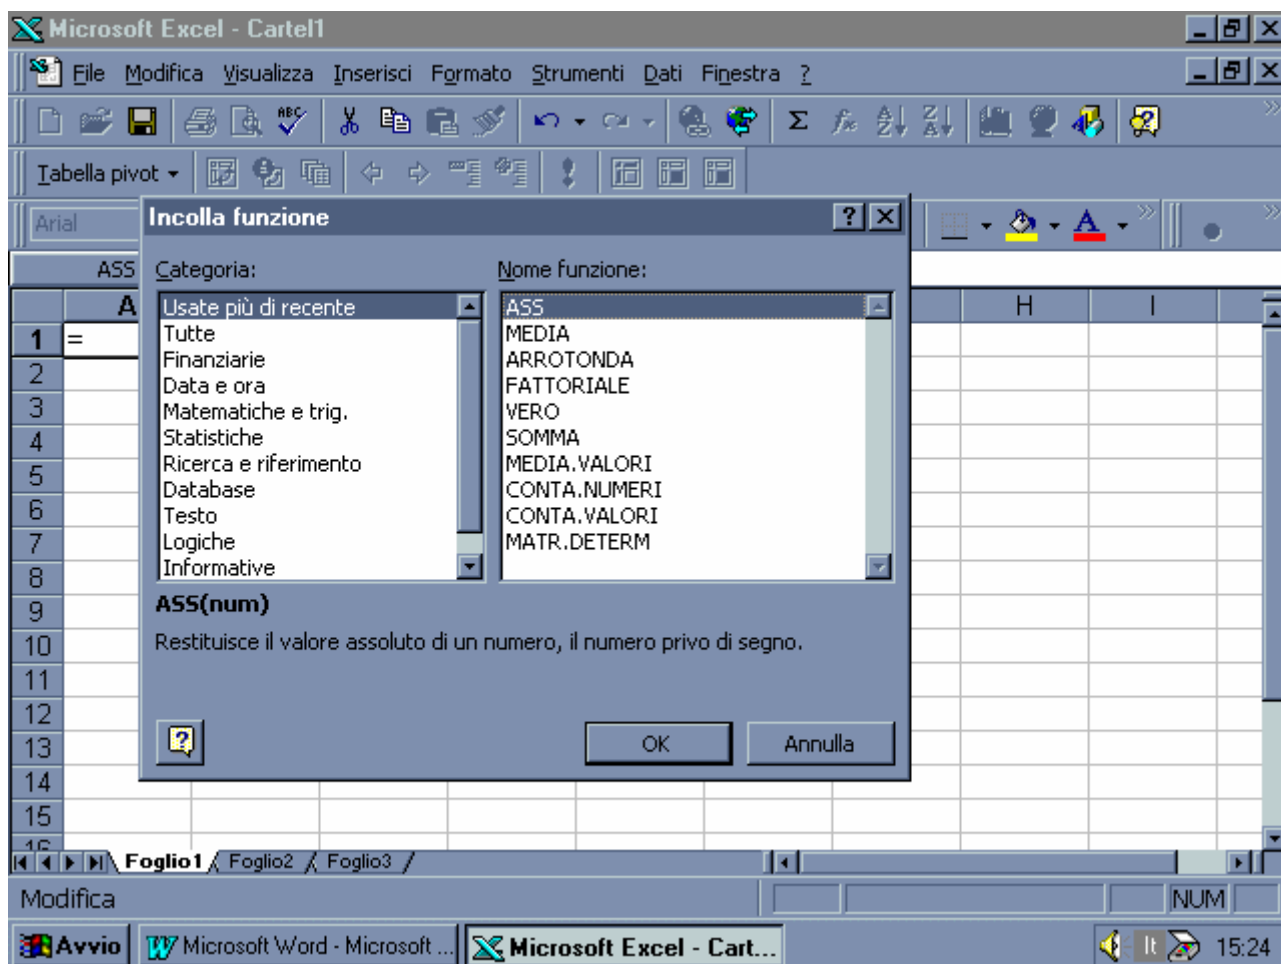 Microsoft Excel - Cartel1
File Modifica Visualizza Inserisci Formato Strumenti Dati Finestra ?
ABC Σ fx A Z Z A
Tabella pivot
Arial
Incolla funzione ? X
A
ASS
Categoria:
Nome funzione:
A H I
Usate più di recente
Tutte
Finanziarie
Data e ora
Matematiche e trig.
Statistiche
Ricerca e riferimento
Database
Testo
Logiche
Informative
ASS
MEDIA
ARROTONDA
FATTORIALE
VERO
SOMMA
MEDIA.VALORI
CONTA.NUMERI
CONTA.VALORI
MATR.DETERM
1 =
2
3
4
5
6
7
8
9
10
11
12
13
14
15
16
ASS(num)
Restituisce il valore assoluto di un numero, il numero privo di segno.
? OK Annulla
Foglio1 Foglio2 Foglio3
Modifica NUM
Avvio Microsoft Word - Microsoft ... Microsoft Excel - Cart... It 15:24